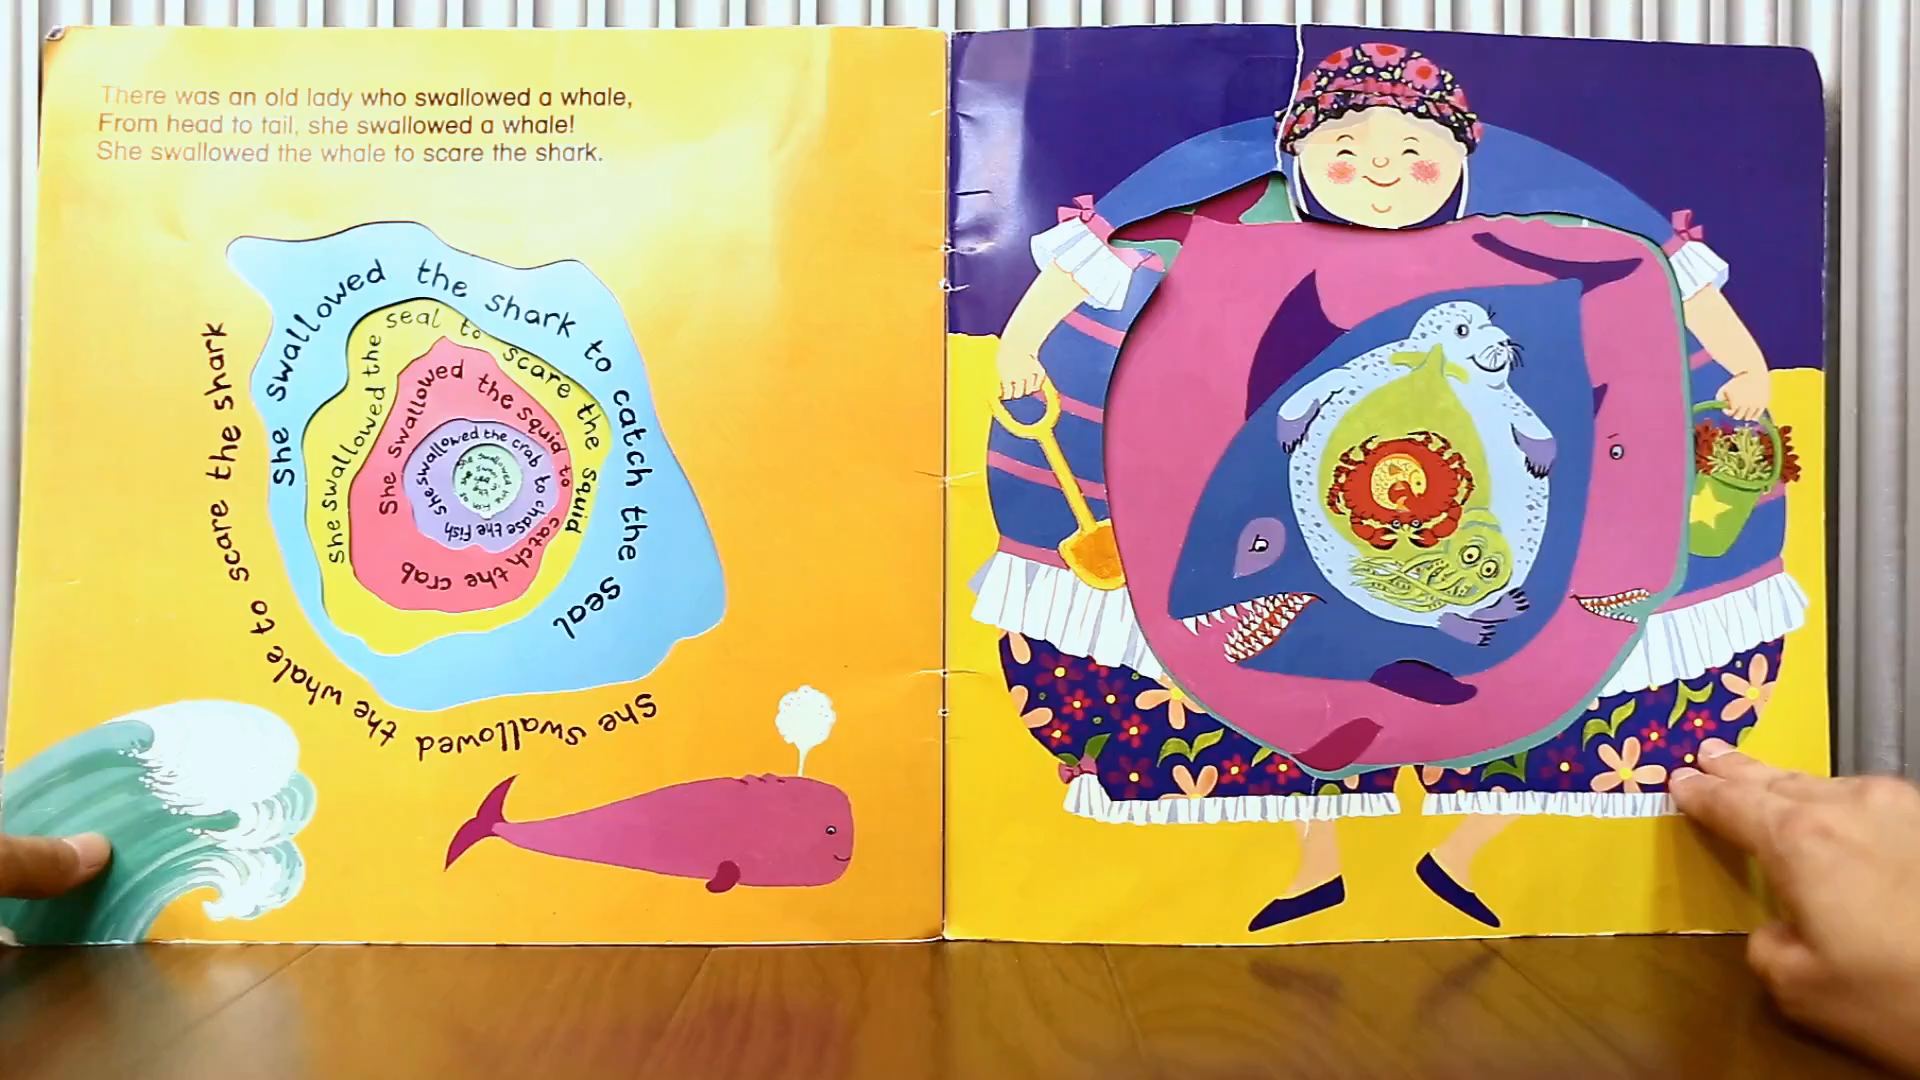 There was an old lady who swallowed a whale,
From head to tail, she swallowed a whale!
She swallowed the whale to scare the shark.
She swallowed the whale to scare the shark
She swallowed the shark to catch the seal
She swallowed the seal to scare the squid
She swallowed the squid to catch the crab
She swallowed the crab to chase the fish
She swallowed the